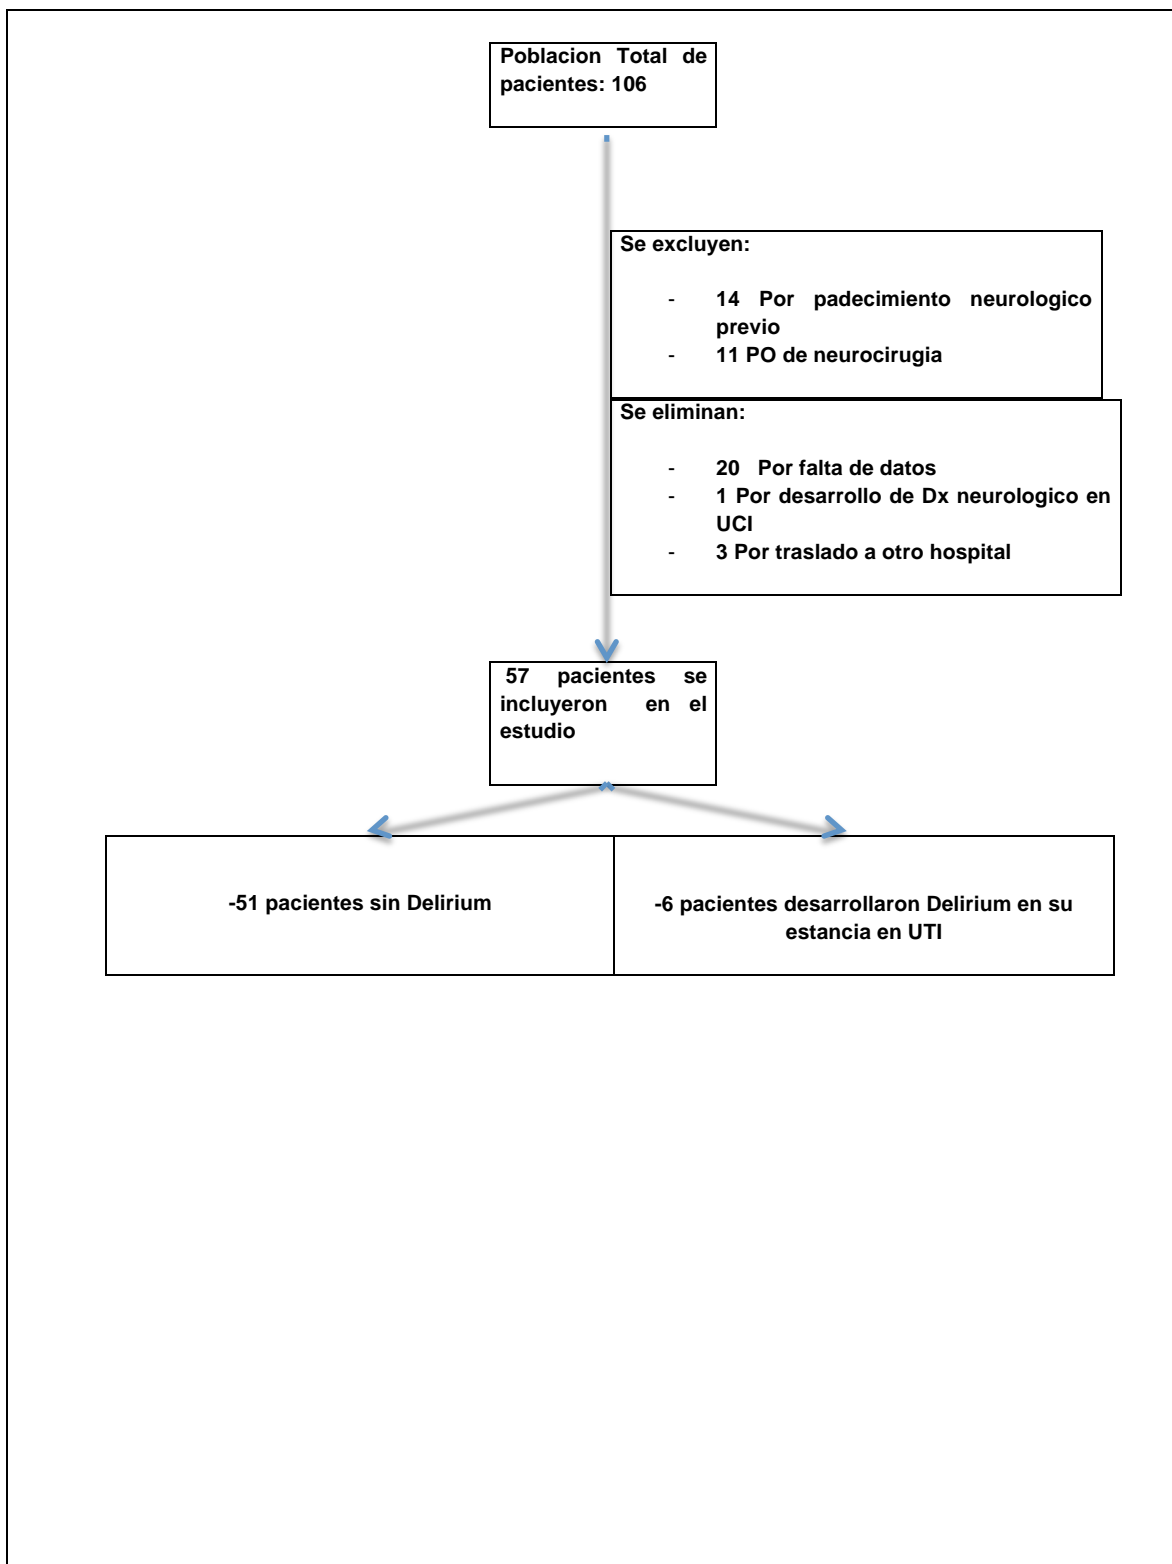 Poblacion Total de
pacientes: 106
Se excluyen:
- 14 Por padecimiento neurologico
previo
- 11 PO de neurocirugia
Se eliminan:
- 20 Por falta de datos
- 1 Por desarrollo de Dx neurologico en
UCI
- 3 Por traslado a otro hospital
57 pacientes se
incluyeron en el
estudio
-51 pacientes sin Delirium
-6 pacientes desarrollaron Delirium en su
estancia en UTI